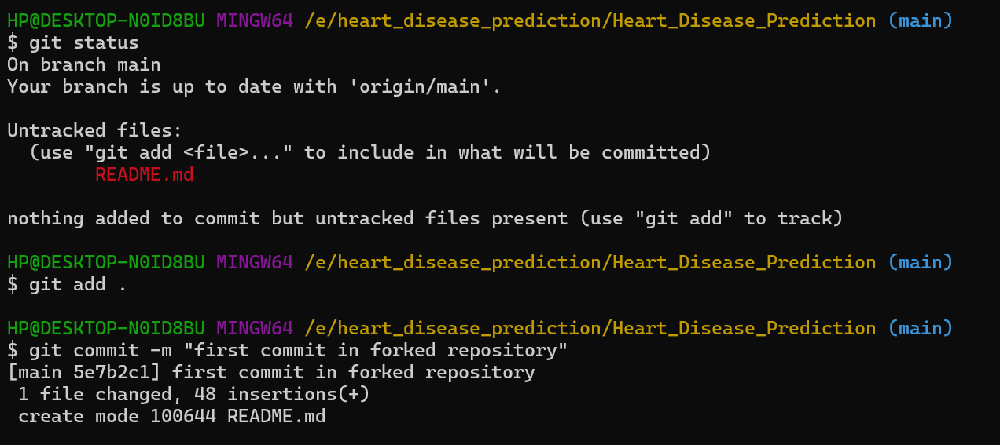 HP@DESKTOP-N0ID8BU MINGW64 /e/heart_disease_prediction/Heart_Disease_Prediction (main)
$ git status
On branch main
Your branch is up to date with 'origin/main'.

Untracked files:
  (use "git add <file>..." to include in what will be committed)
        README.md

nothing added to commit but untracked files present (use "git add" to track)

HP@DESKTOP-N0ID8BU MINGW64 /e/heart_disease_prediction/Heart_Disease_Prediction (main)
$ git add .

HP@DESKTOP-N0ID8BU MINGW64 /e/heart_disease_prediction/Heart_Disease_Prediction (main)
$ git commit -m "first commit in forked repository"
[main 5e7b2c1] first commit in forked repository
 1 file changed, 48 insertions(+)
 create mode 100644 README.md